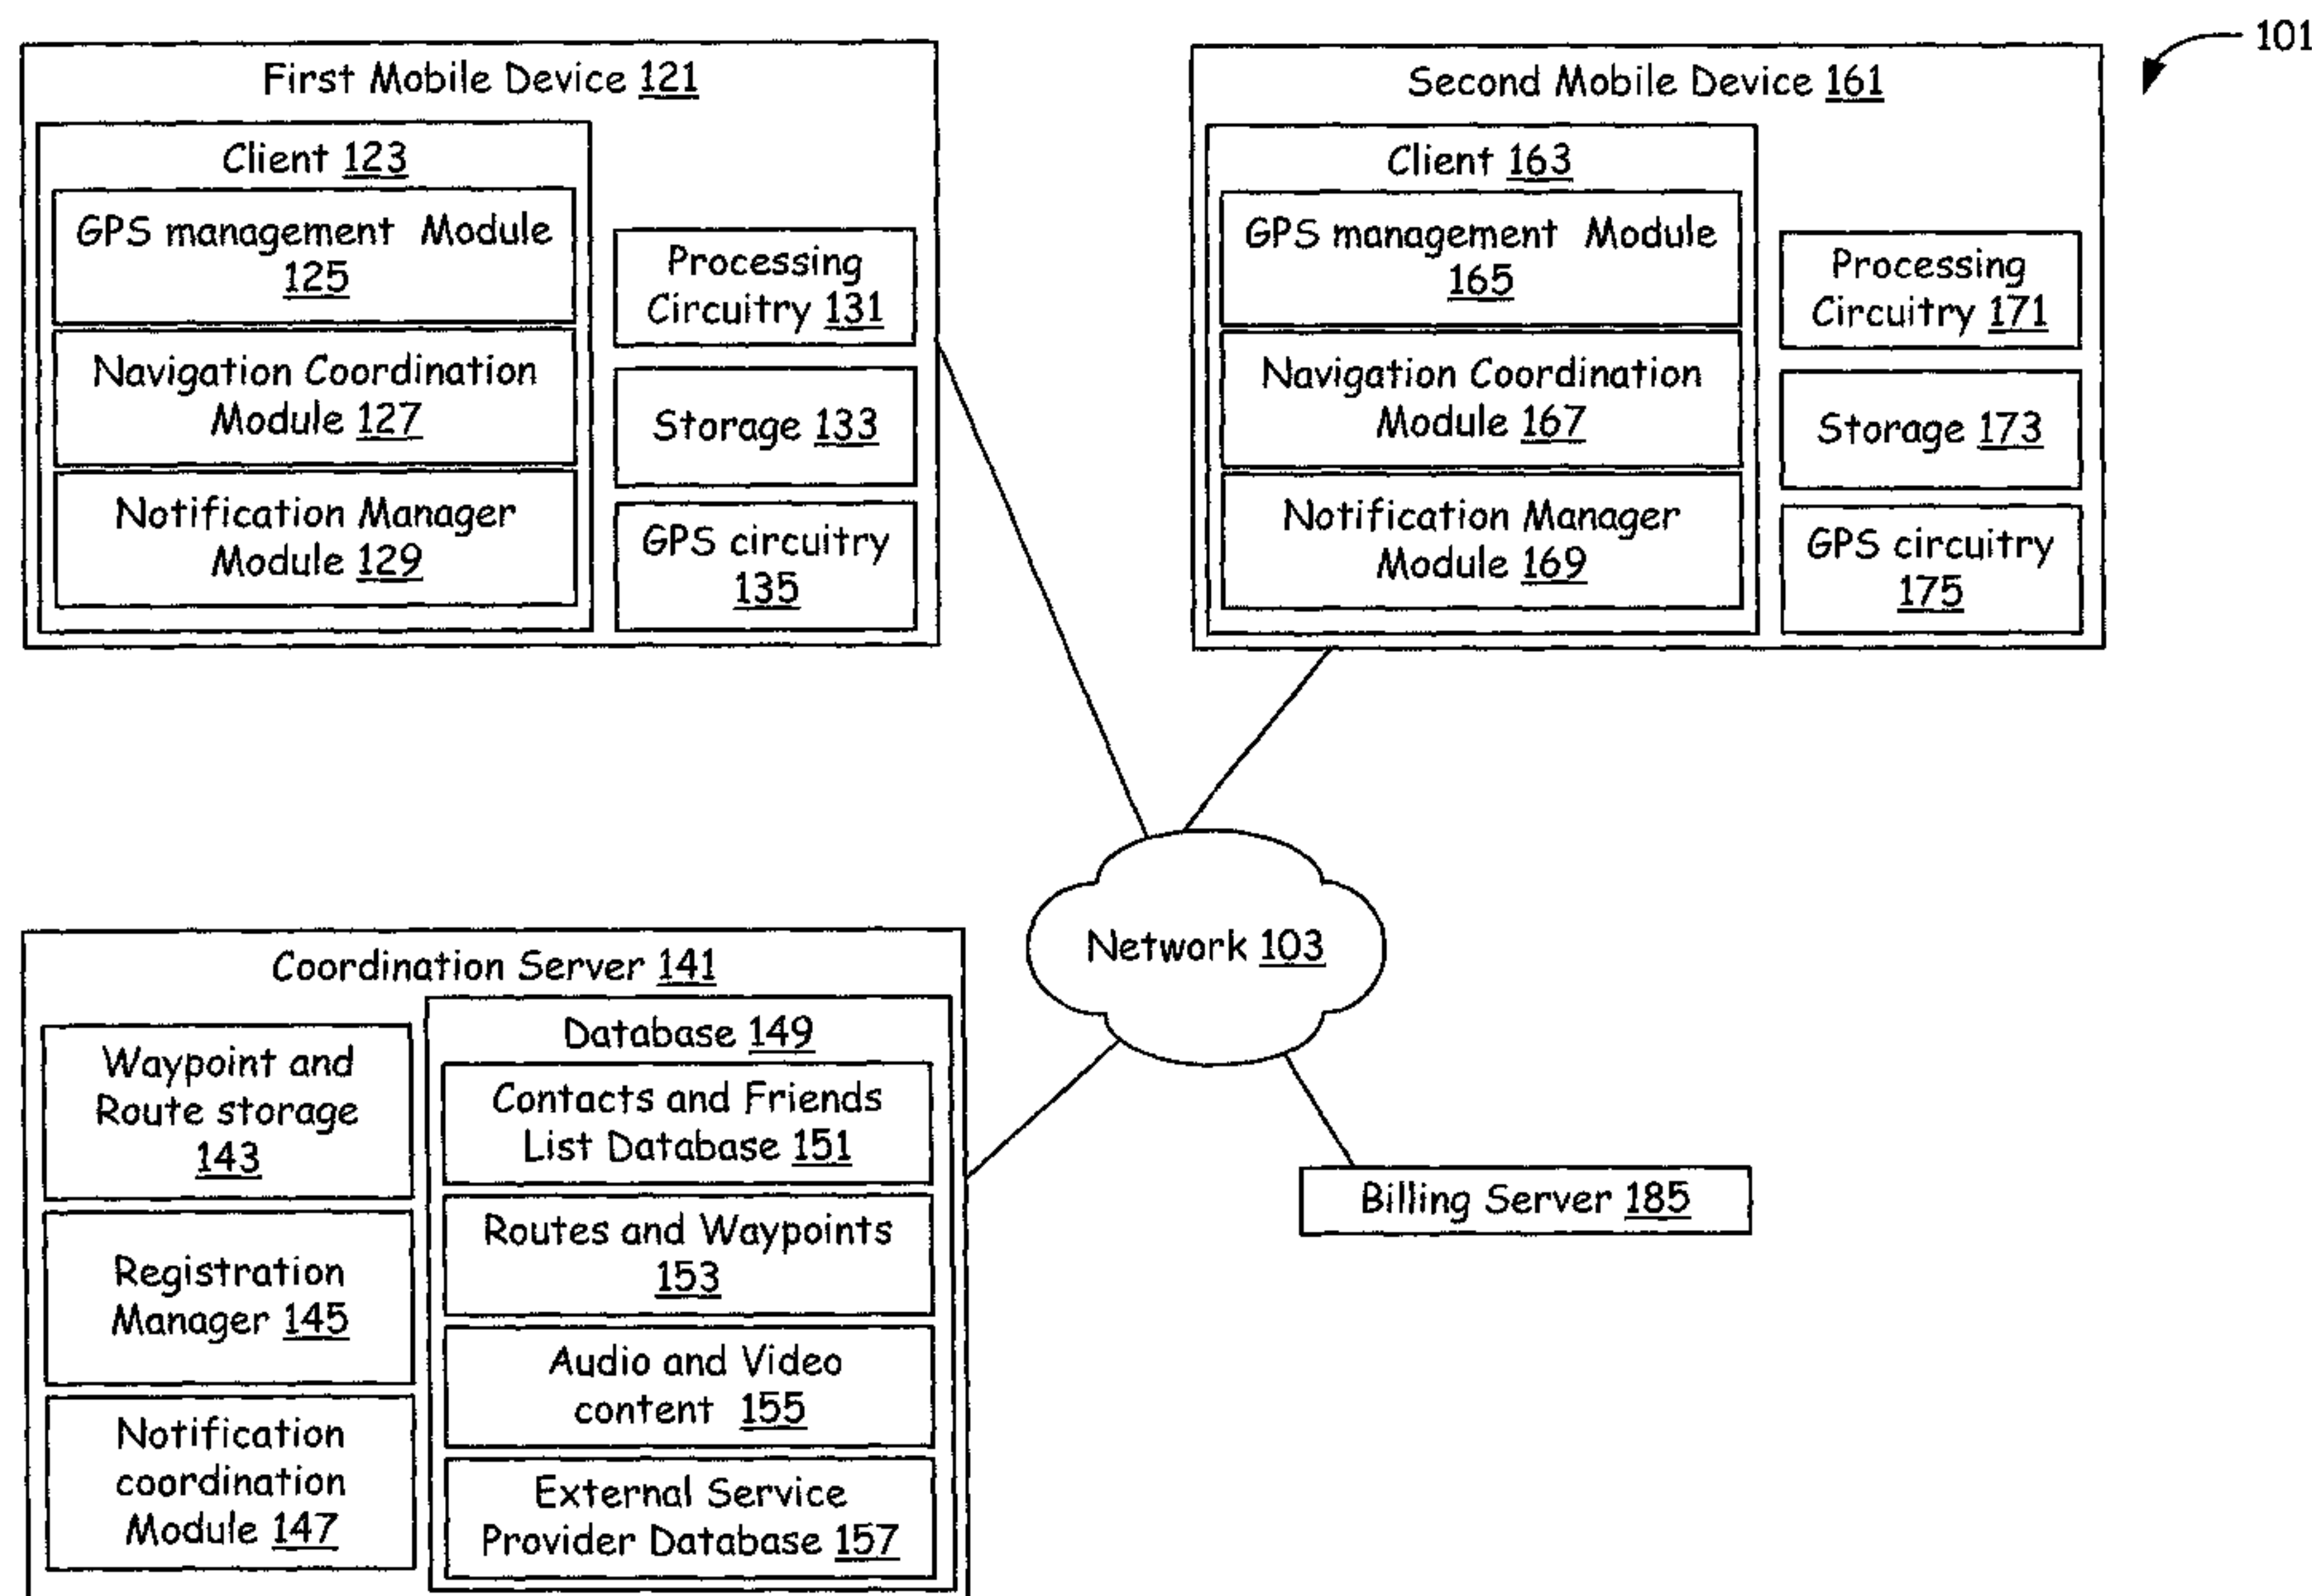 101
First Mobile Device 121
Client 123
GPS management Module
125
Navigation Coordination
Module 127
Notification Manager
Module 129
Processing
Circuitry 131
Storage 133
GPS circuitry
135
Second Mobile Device 161
Client 163
GPS management Module
165
Navigation Coordination
Module 167
Notification Manager
Module 169
Processing
Circuitry 171
Storage 173
GPS circuitry
175
Network 103
Coordination Server 141
Waypoint and
Route storage
143
Registration
Manager 145
Notification
coordination
Module 147
Database 149
Contacts and Friends
List Database 151
Routes and Waypoints
153
Audio and Video
content 155
External Service
Provider Database 157
Billing Server 185